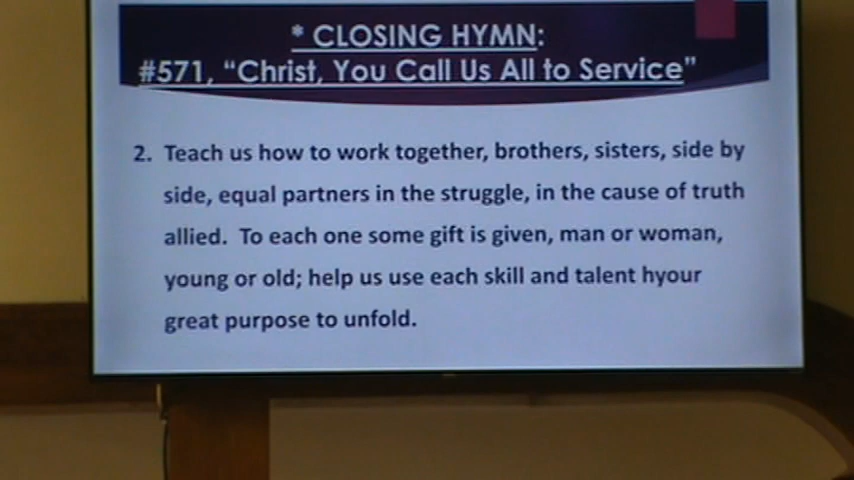 * CLOSING HYMN:
#571, “Christ, You Call Us All to Service”
2. Teach us how to work together, brothers, sisters, side by
side, equal partners in the struggle, in the cause of truth
allied. To each one some gift is given, man or woman,
young or old; help us use each skill and talent hyour
great purpose to unfold.